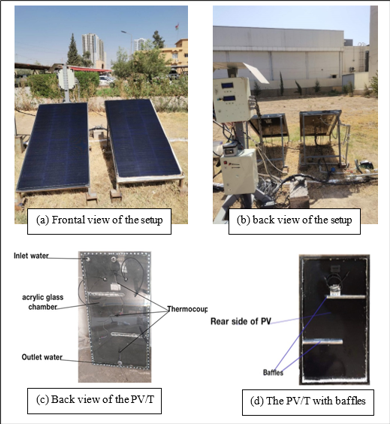 (a) Frontal view of the setup
(b) back view of the setup
Inlet water
acrylic glass
chamber
Thermocoup
Outlet water
Rear side of PV
Baffles
(c) Back view of the PV/T
(d) The PV/T with baffles